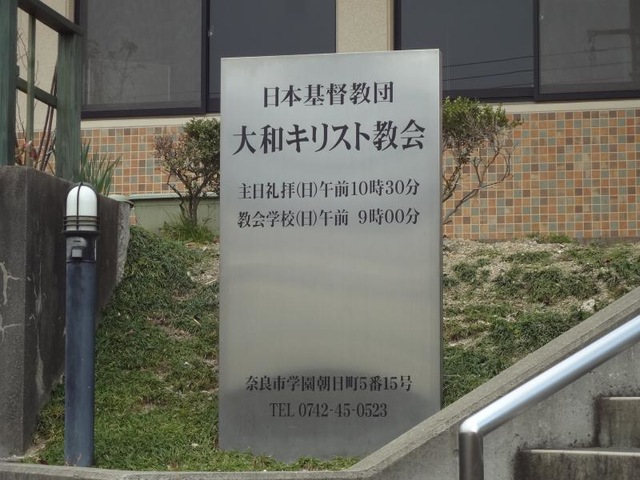 日本基督教団
大和キリスト教会
主日礼拝(日)午前10時30分
教会学校(日)午前 9時00分
奈良市学園朝日町5番15号
TEL 0742-45-0523